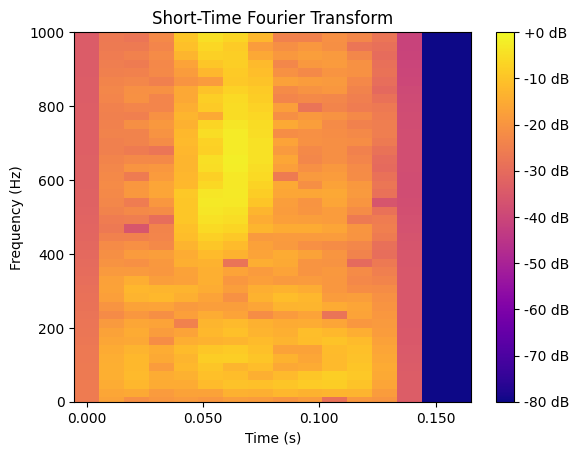 Short-Time Fourier Transform
1000
800
600
400
200
0
Frequency (Hz)
0.000
0.050
0.100
0.150
Time (s)
+0 dB
-10 dB
-20 dB
-30 dB
-40 dB
-50 dB
-60 dB
-70 dB
-80 dB